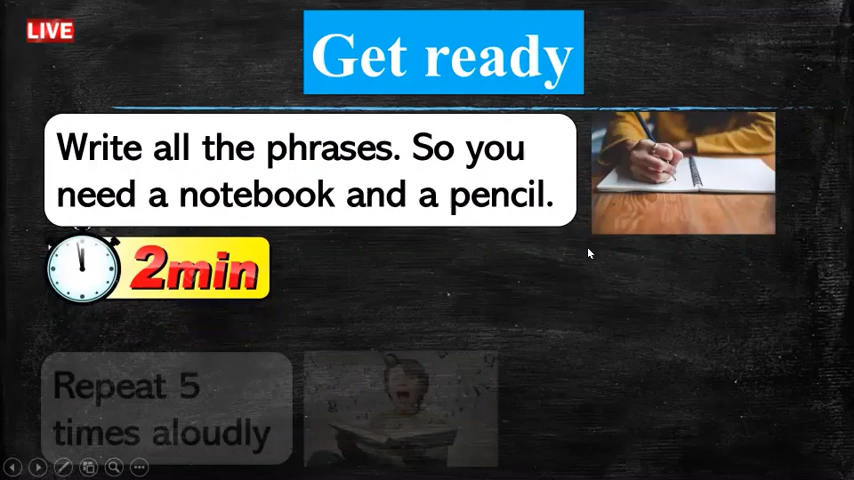 LIVE
Get ready
Write all the phrases. So you
need a notebook and a pencil.
2min
Repeat 5
times aloudly